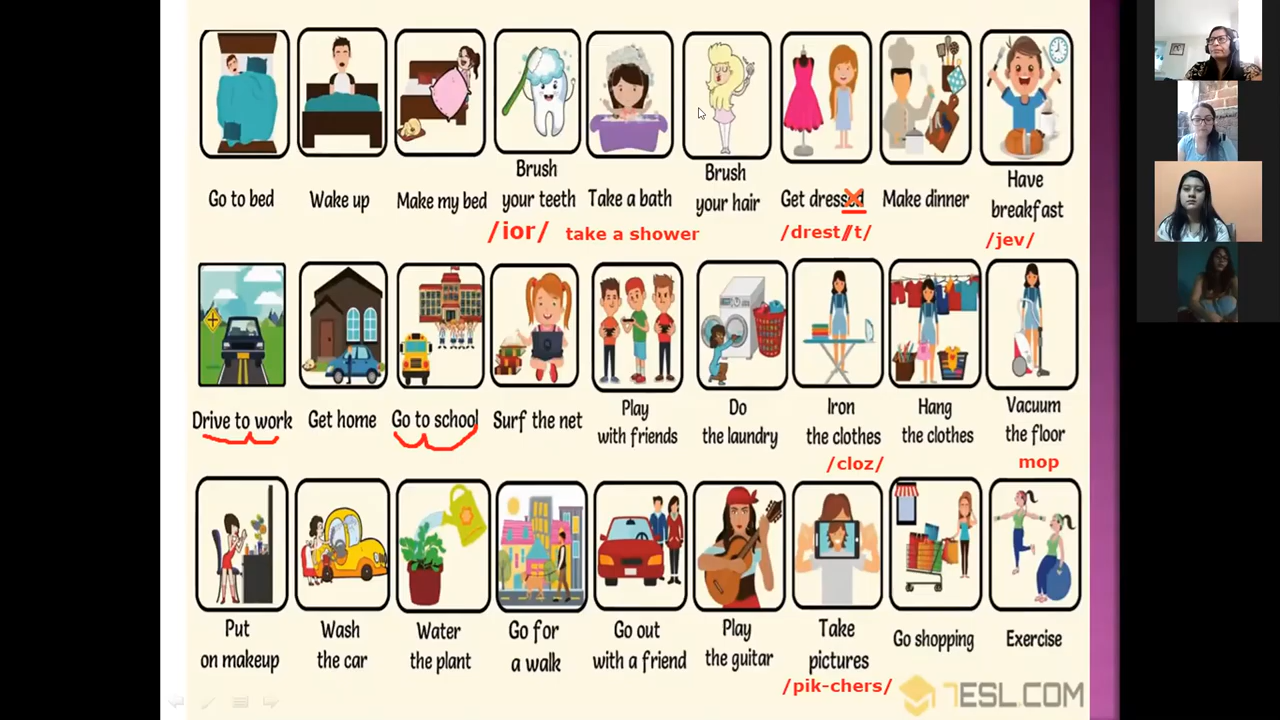 Go to bed
Wake up
Make my bed
Brush
your teeth
Take a bath
Brush
your hair
Get dressed
Make dinner
Have
breakfast
/ior/
take a shower
/drest//t/
/jev/
Drive to work
Get home
Go to school
Surf the net
Play
with friends
Do
the laundry
Iron
the clothes
Hang
the clothes
Vacuum
the floor
/cloz/
mop
Put
on makeup
Wash
the car
Water
the plant
Go for
a walk
Go out
with a friend
Play
the guitar
Take
pictures
Go shopping
Exercise
/pik-chers/
7ESL.COM